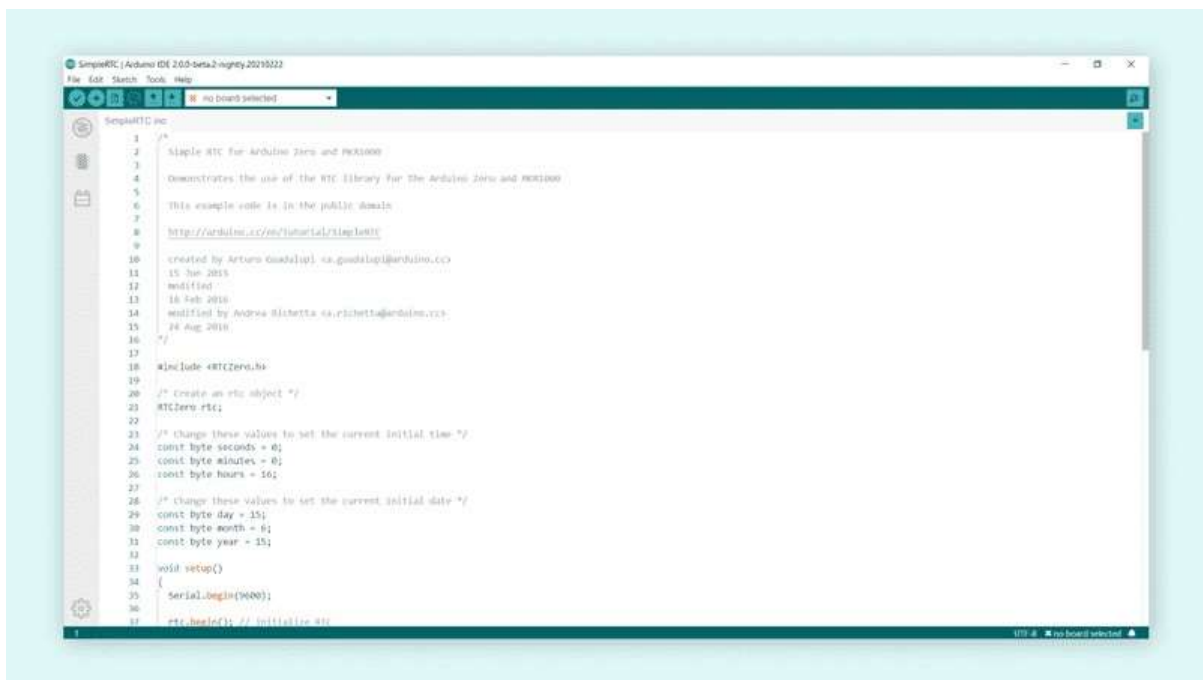 SimpleRTC | Arduino IDE 2.0.0-beta.2-nightly.20210222
File Edit Sketch Tools Help
no board selected
SimpleRTC.ino
1 /*
2 Simple RTC for Arduino Zero and MKR1000
3
4 Demonstrates the use of the RTC library for the Arduino Zero and MKR1000
5
6 This example code is in the public domain
7
8 http://arduino.cc/en/Tutorial/SimpleRTC
9
10 created by Arturo Guadalupi <a.guadalupi@arduino.cc>
11 15 Jun 2015
12 modified
13 18 Feb 2016
14 modified by Andrea Richetta <a.richetta@arduino.cc>
15 24 Aug 2016
16 */
17
18 #include <RTCZero.h>
19
20 /* Create an rtc object */
21 RTCZero rtc;
22
23 /* Change these values to set the current initial time */
24 const byte seconds = 0;
25 const byte minutes = 0;
26 const byte hours = 16;
27
28 /* Change these values to set the current initial date */
29 const byte day = 15;
30 const byte month = 6;
31 const byte year = 15;
32
33 void setup()
34 {
35 Serial.begin(9600);
36
37 rtc.begin(); // initialize RTC
1 UTF-8 no board selected